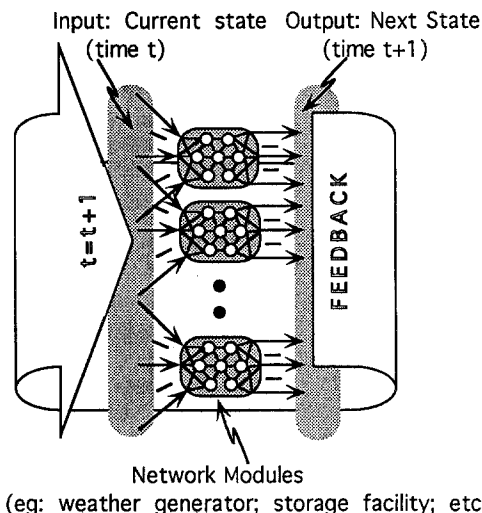 Input: Current state Output: Next State
(time t) (time t+1)
t=t+1
FEEDBACK
Network Modules
(eg: weather generator; storage facility; etc